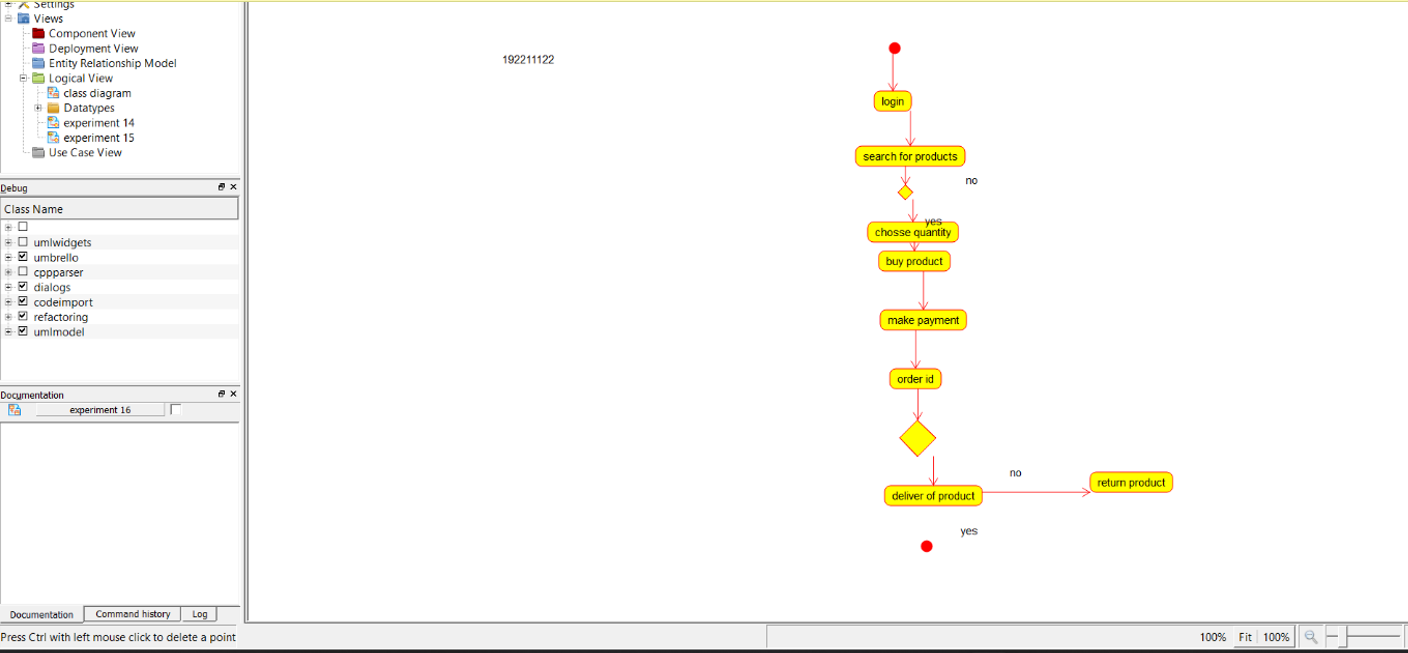 Settings
Views
Component View
Deployment View
Entity Relationship Model
Logical View
class diagram
Datatypes
experiment 14
experiment 15
Use Case View
Debug
Class Name
umlwidgets
umbrello
cppparser
dialogs
codeimport
refactoring
umlmodel
Documentation
experiment 16
Documentation
Command history
Log
Press Ctrl with left mouse click to delete a point
192211122
login
search for products
no
yes
chosse quantity
buy product
make payment
order id
no
return product
deliver of product
yes
100%
Fit
100%